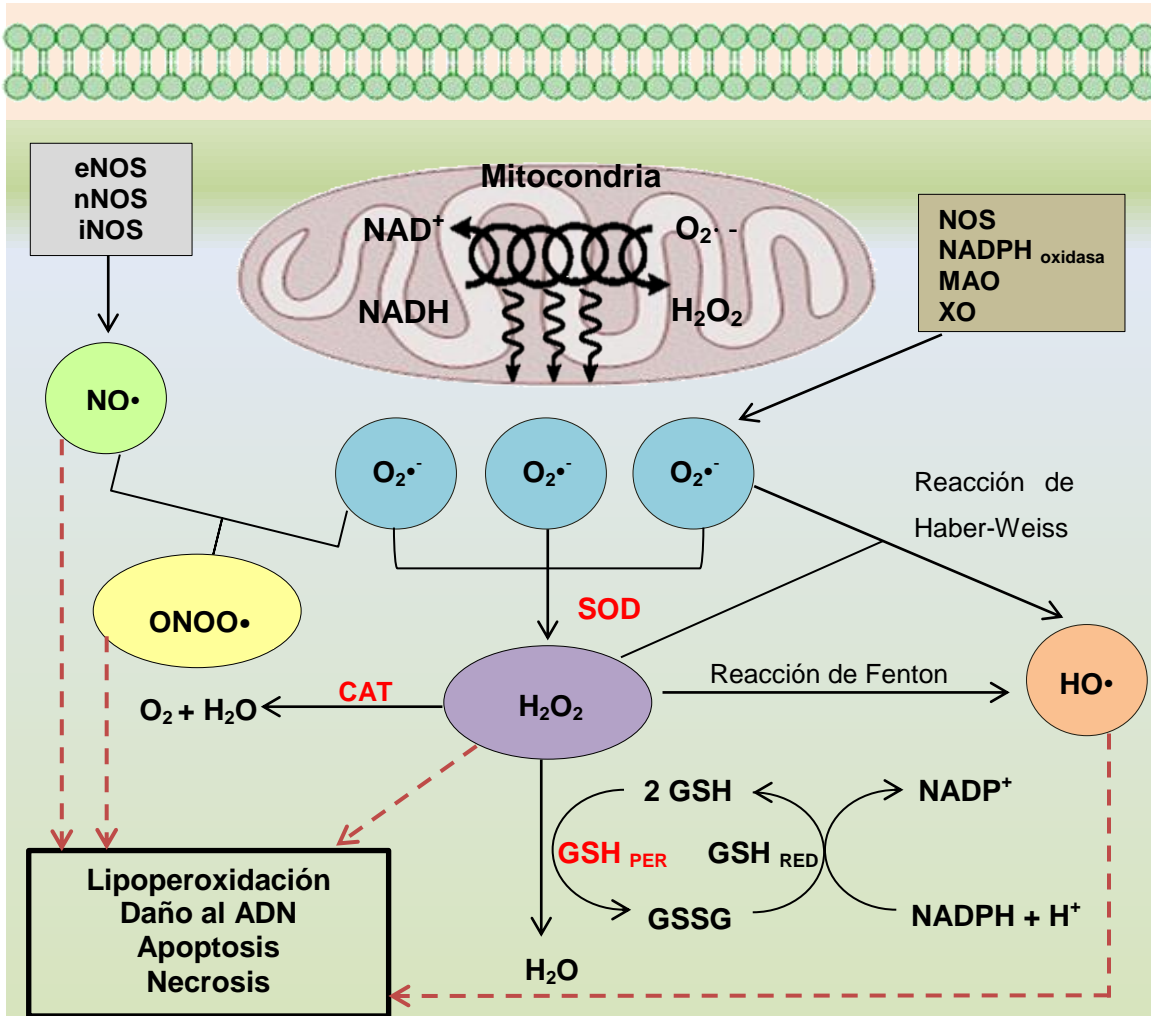 eNOS
nNOS
iNOS
Mitocondria
NAD⁺
O₂· -
NADH
H₂O₂
NOS
NADPH oxidasa
MAO
XO
NO•
O₂•-
O₂•-
O₂•-
Reacción de
Haber-Weiss
ONOO•
SOD
CAT
O₂ + H₂O
H₂O₂
Reacción de Fenton
HO•
2 GSH
NADP⁺
GSH PER
GSH RED
GSSG
NADPH + H⁺
H₂O
Lipoperoxidación
Daño al ADN
Apoptosis
Necrosis